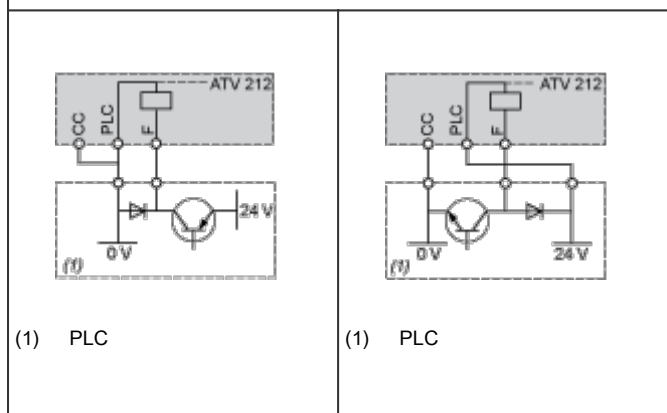 ATV 212
CC
PLC
F
24 V
0 V
(1)
(1) PLC
ATV 212
CC
PLC
F
0 V
24 V
(1)
(1) PLC